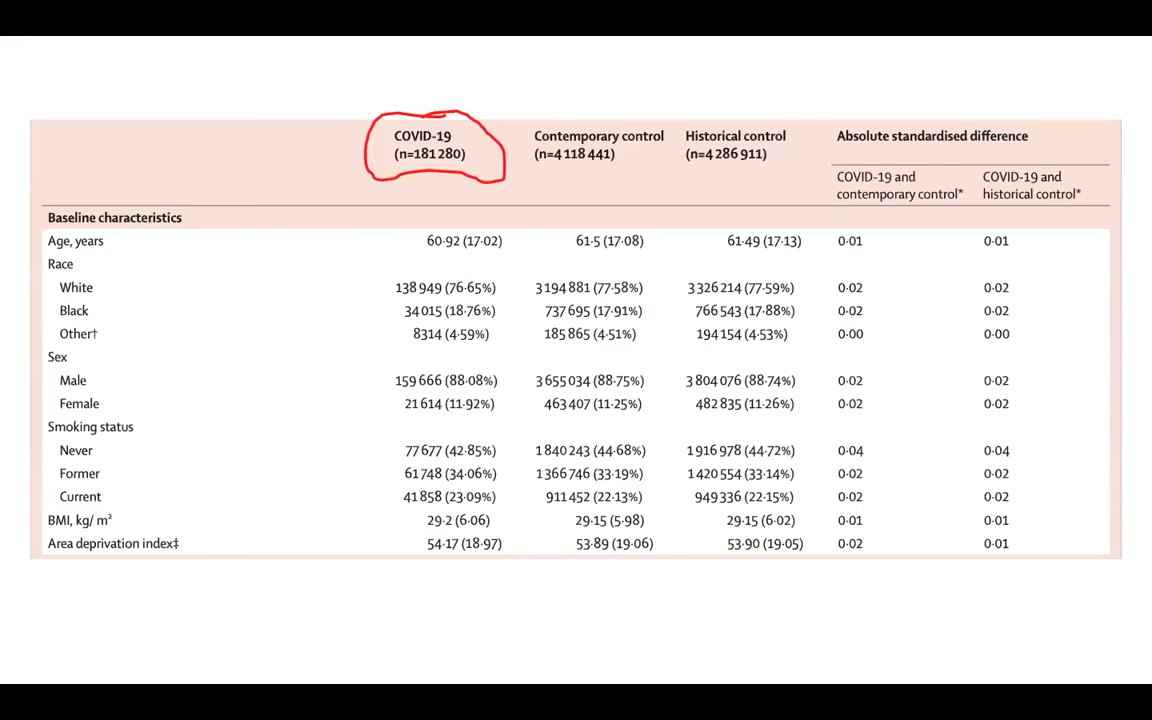 COVID-19 Contemporary control Historical control Absolute standardised difference
(n=181 280) (n=4 118 441) (n=4 286 911)
COVID-19 and COVID-19 and
contemporary control* historical control*
Baseline characteristics
Age, years 60·92 (17·02) 61·5 (17·08) 61·49 (17·13) 0·01 0·01
Race
White 138 949 (76·65%) 3 194 881 (77·58%) 3 326 214 (77·59%) 0·02 0·02
Black 34 015 (18·76%) 737 695 (17·91%) 766 543 (17·88%) 0·02 0·02
Other† 8314 (4·59%) 185 865 (4·51%) 194 154 (4·53%) 0·00 0·00
Sex
Male 159 666 (88·08%) 3 655 034 (88·75%) 3 804 076 (88·74%) 0·02 0·02
Female 21 614 (11·92%) 463 407 (11·25%) 482 835 (11·26%) 0·02 0·02
Smoking status
Never 77 677 (42·85%) 1 840 243 (44·68%) 1 916 978 (44·72%) 0·04 0·04
Former 61 748 (34·06%) 1 366 746 (33·19%) 1 420 554 (33·14%) 0·02 0·02
Current 41 858 (23·09%) 911 452 (22·13%) 949 336 (22·15%) 0·02 0·02
BMI, kg/ m² 29·2 (6·06) 29·15 (5·98) 29·15 (6·02) 0·01 0·01
Area deprivation index‡ 54·17 (18·97) 53·89 (19·06) 53·90 (19·05) 0·02 0·01